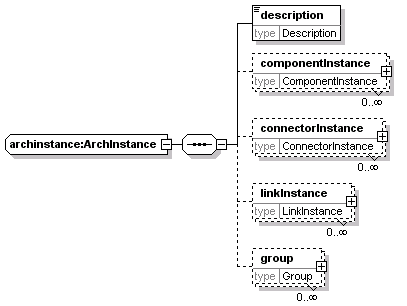 description
type Description
componentInstance
type ComponentInstance
0..∞
archinstance:ArchInstance
connectorInstance
type ConnectorInstance
0..∞
linkInstance
type LinkInstance
0..∞
group
type Group
0..∞